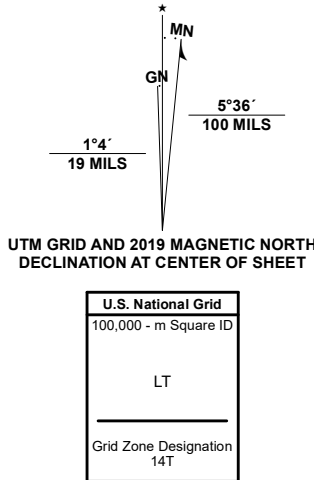 ★
MN
GN
5°36´
100 MILS
1°4´
19 MILS
UTM GRID AND 2019 MAGNETIC NORTH
DECLINATION AT CENTER OF SHEET
U.S. National Grid
100,000 - m Square ID
LT
Grid Zone Designation
14T